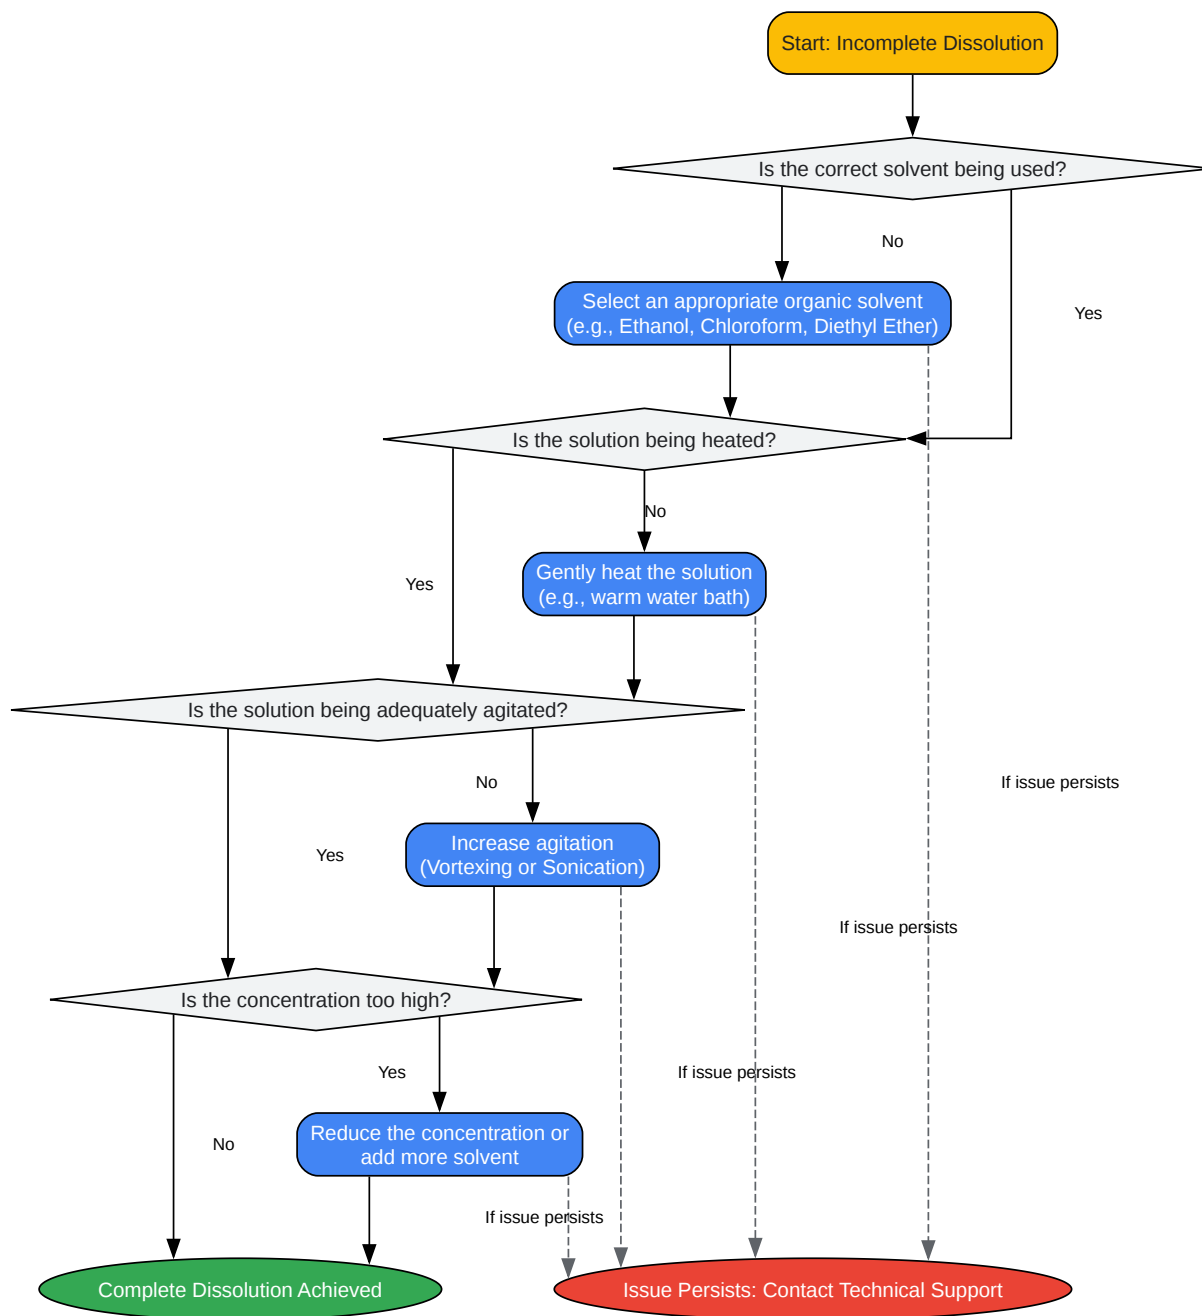 Start: Incomplete Dissolution
Is the correct solvent being used?
No
Select an appropriate organic solvent
(e.g., Ethanol, Chloroform, Diethyl Ether)
Yes
Is the solution being heated?
No
Gently heat the solution
(e.g., warm water bath)
Yes
Is the solution being adequately agitated?
No
If issue persists
Increase agitation
(Vortexing or Sonication)
Yes
If issue persists
Is the concentration too high?
Yes
If issue persists
Reduce the concentration or
add more solvent
No
If issue persists
Complete Dissolution Achieved
Issue Persists: Contact Technical Support